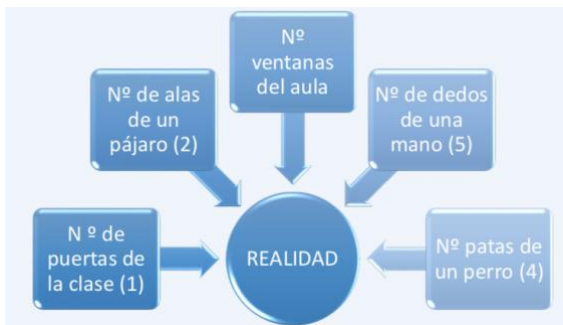 Nº
ventanas
del aula
Nº de alas
de un
pájaro (2)
Nº de dedos
de una
mano (5)
N º de
puertas de
la clase (1)
REALIDAD
Nº patas de
un perro (4)